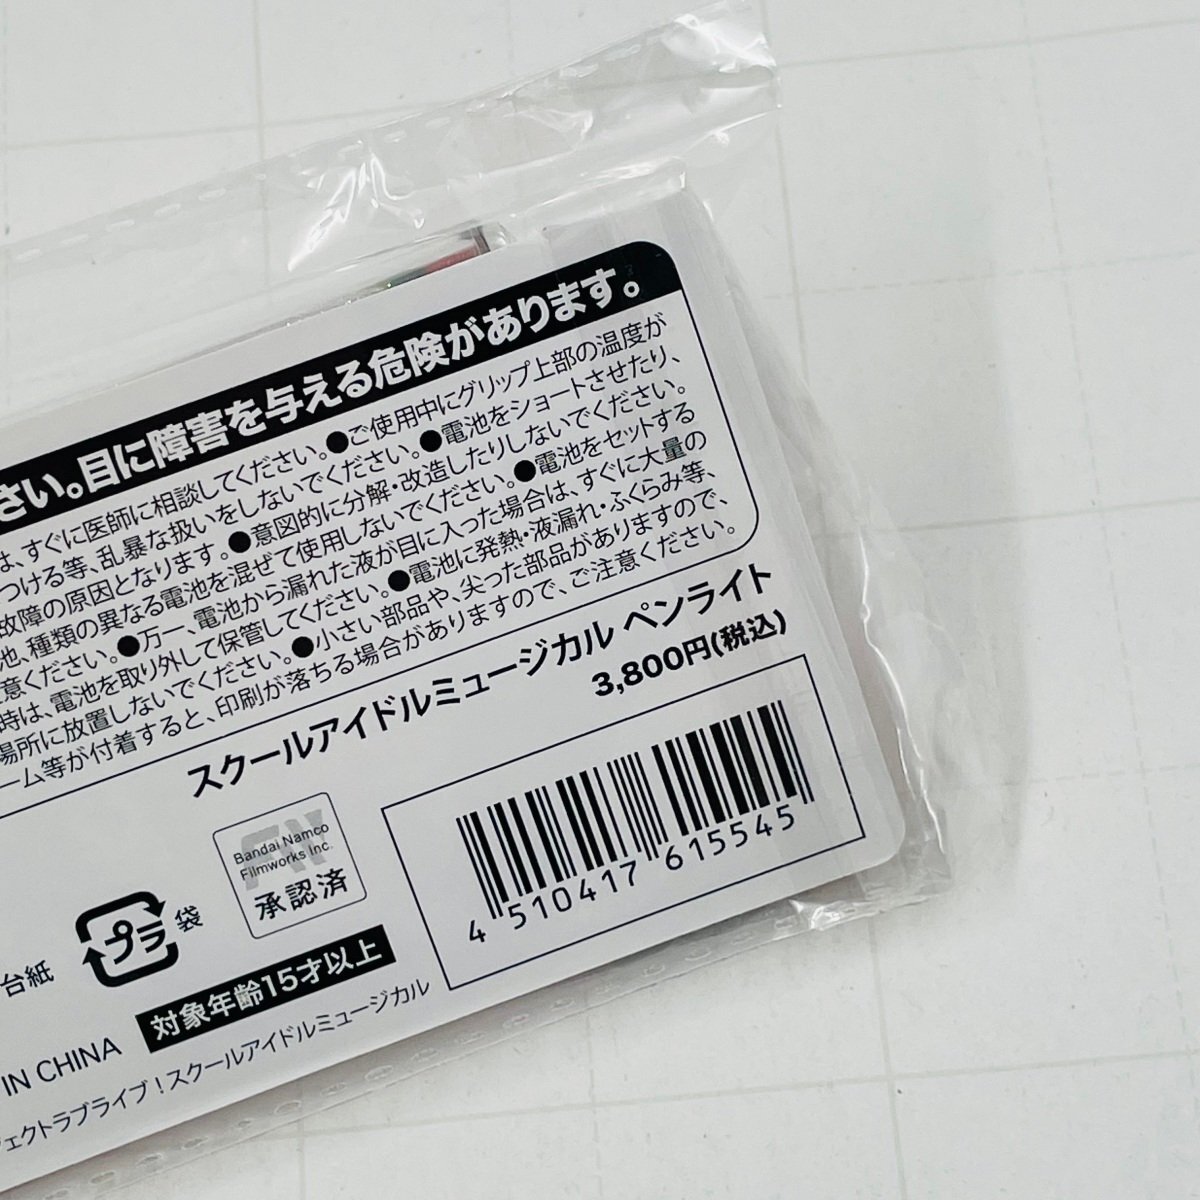 さい。目に障害を与える危険があります。
は、すぐに医師に相談してください。●ご使用中にグリップ上部の温度が
つける等、乱暴な扱いをしないでください。●電池をショートさせたり、
故障の原因となります。●意図的に分解・改造したりしないでください。
池、種類の異なる電池を混ぜて使用しないでください。●電池をセットする
意ください。●万一、電池から漏れた液が目に入った場合は、すぐに大量の
時は、電池を取り外して保管してください。●電池に発熱・液漏れ・ふくらみ等、
場所に放置しないでください。●小さい部品や、尖った部品がありますので、
ーム等が付着すると、印刷が落ちる場合がありますので、ご注意ください。
スクールアイドルミュージカル ペンライト
3,800円(税込)
Bandai Namco
Filmworks Inc.
承認済
4 510417 615545
プラ
袋
台紙
対象年齢15才以上
IN CHINA
ジェクトラブライブ！スクールアイドルミュージカル